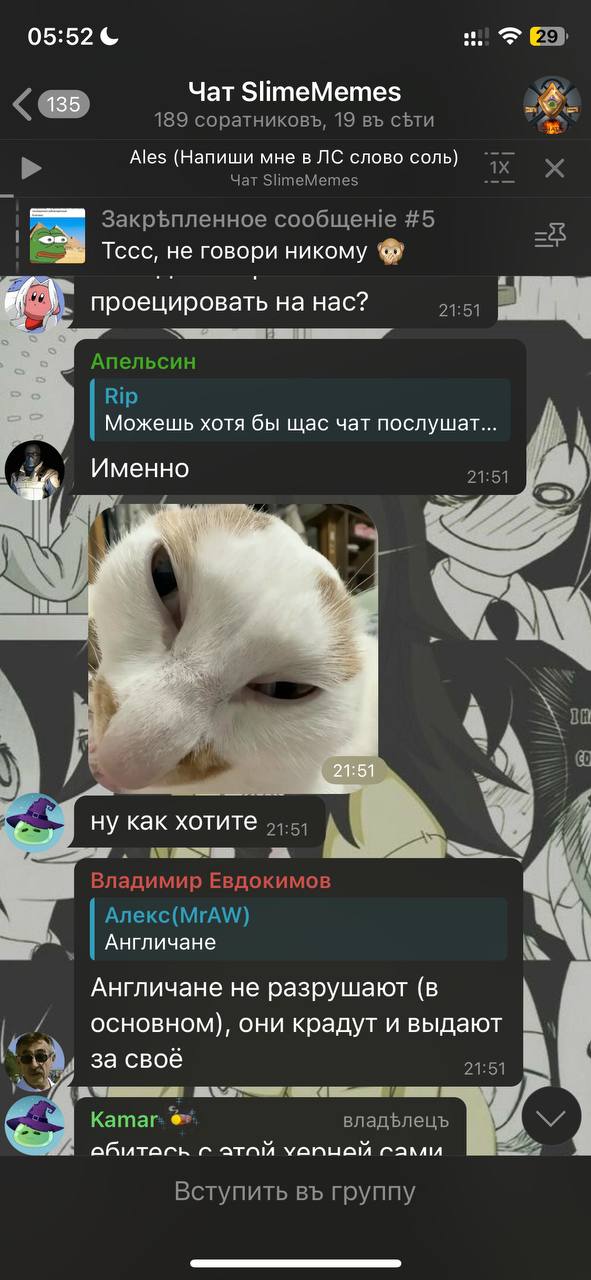 05:52
29
135
Чат SlimeMemes
189 соратниковъ, 19 въ сѣти
Ales (Напиши мне в ЛС слово соль)
Чат SlimeMemes
1X
Закрѣпленное сообщеніе #5
Тссс, не говори никому 🙊
проецировать на нас?
21:51
Апельсин
Rip
Можешь хотя бы щас чат послушат...
Именно
21:51
21:51
ну как хотите
21:51
Владимир Евдокимов
Алекс(MrAW)
Англичане
Англичане не разрушают (в
основном), они крадут и выдают
за своё
21:51
Kamar
владѣлецъ
ебитесь с этой херней сами
Вступить въ группу